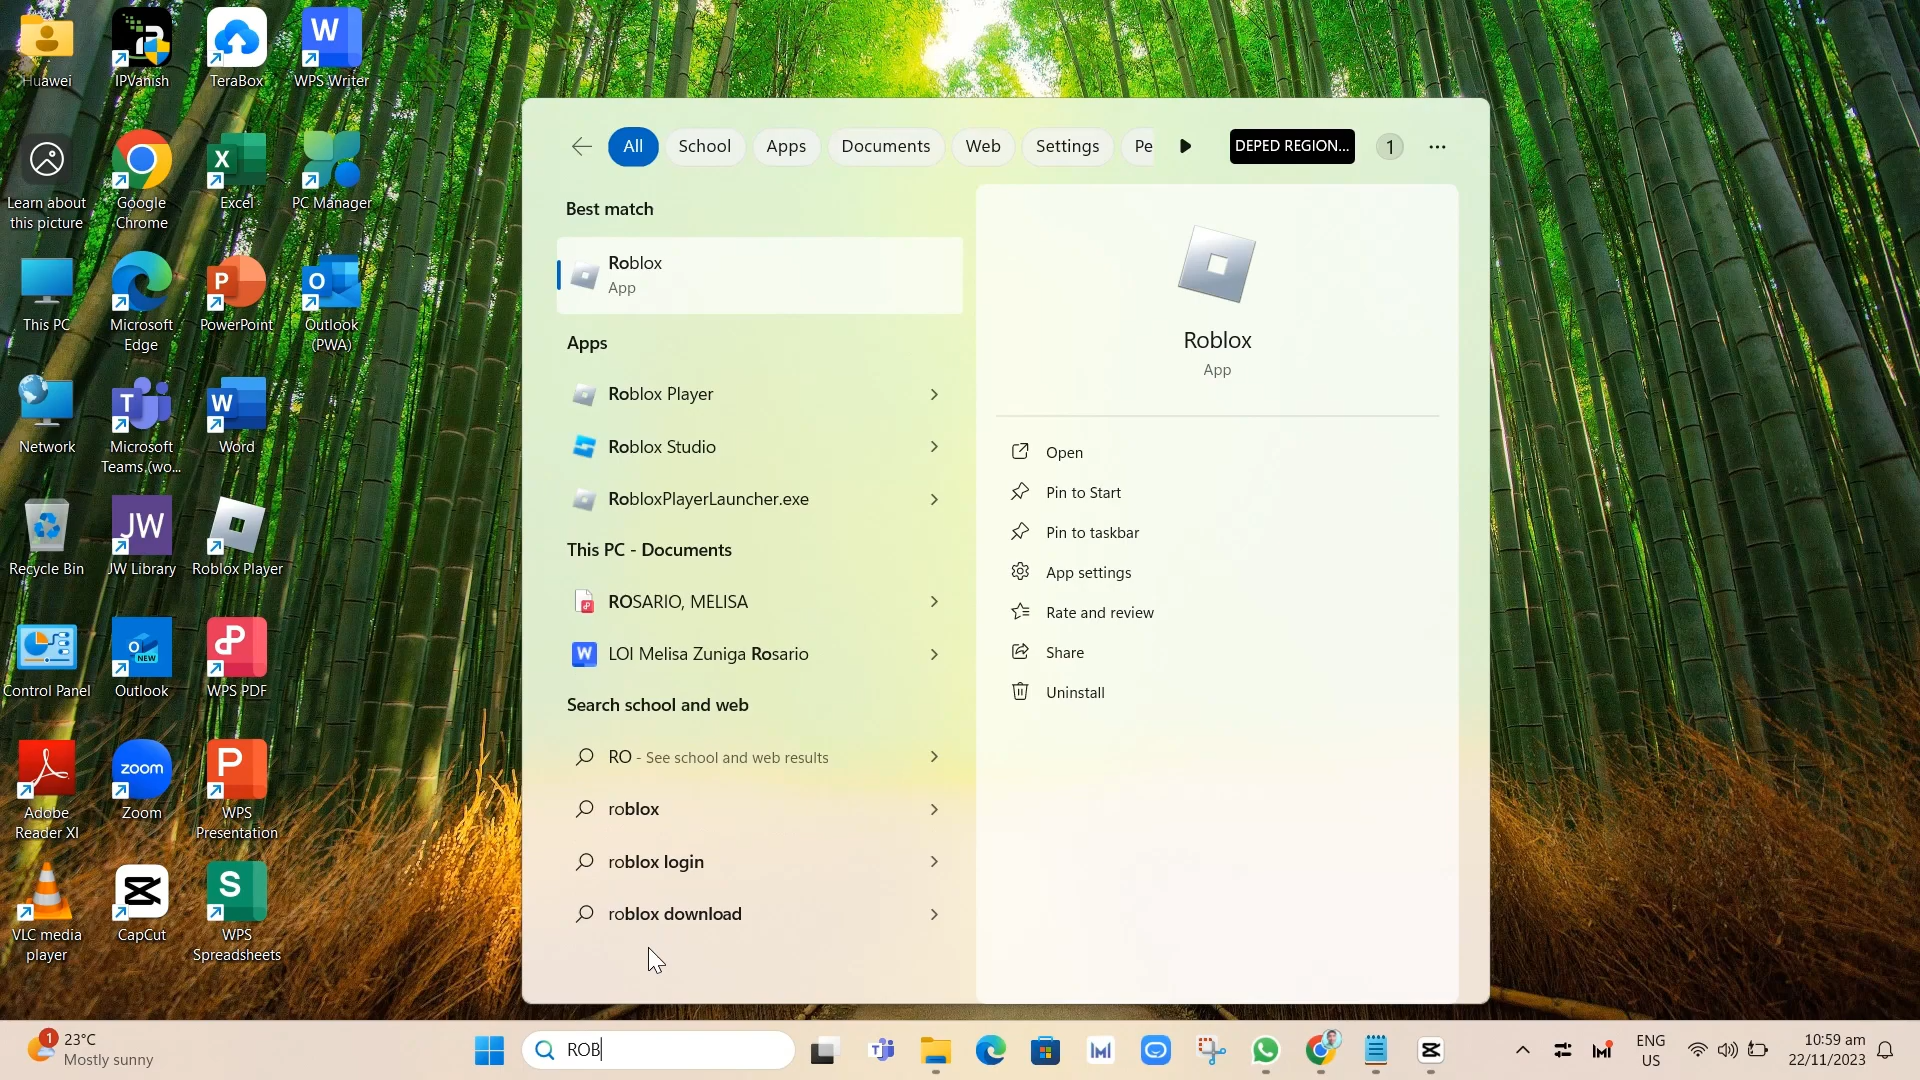 Huawei
IPVanish
TeraBox
WPS Writer
Learn about
this picture
Google
Chrome
Excel
PC Manager
This PC
Microsoft
Edge
PowerPoint
Outlook
(PWA)
Network
Microsoft
Teams (wo...
Word
Recycle Bin
JW Library
Roblox Player
Control Panel
Outlook
WPS PDF
Adobe
Reader XI
Zoom
WPS
Presentation
VLC media
player
CapCut
WPS
Spreadsheets
All
School
Apps
Documents
Web
Settings
Pe
DEPED REGION...
1
Best match
Roblox
App
Apps
Roblox Player
Roblox Studio
RobloxPlayerLauncher.exe
This PC - Documents
ROSARIO, MELISA
LOI Melisa Zuniga Rosario
Search school and web
RO - See school and web results
roblox
roblox login
roblox download
Roblox
App
Open
Pin to Start
Pin to taskbar
App settings
Rate and review
Share
Uninstall
1
23°C
Mostly sunny
ROB
ENG
US
10:59 am
22/11/2023